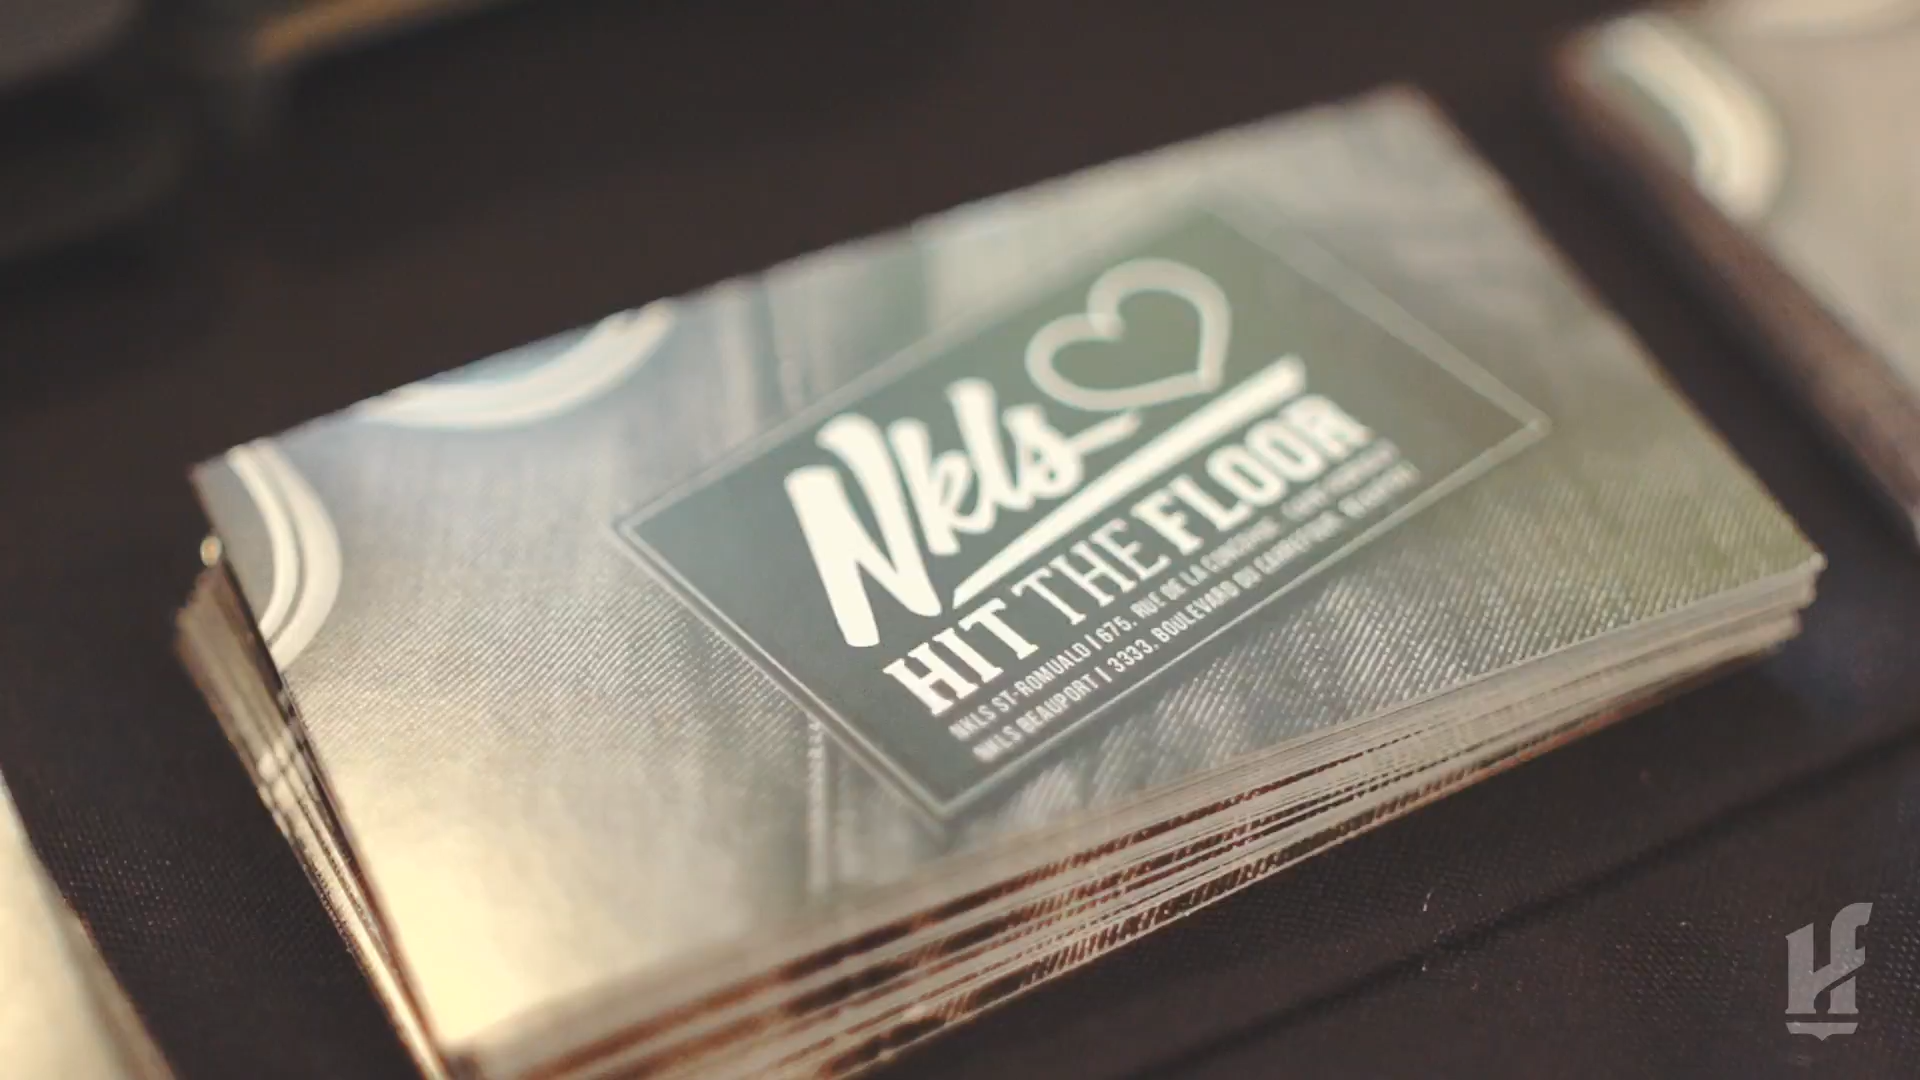 Nkls
HIT THE FLOOR
NKLS ST-ROMUALD | 675, RUE DE LA CONCORDE,
NKLS BEAUPORT | 3333, BOULEVARD DU CARREFOUR,